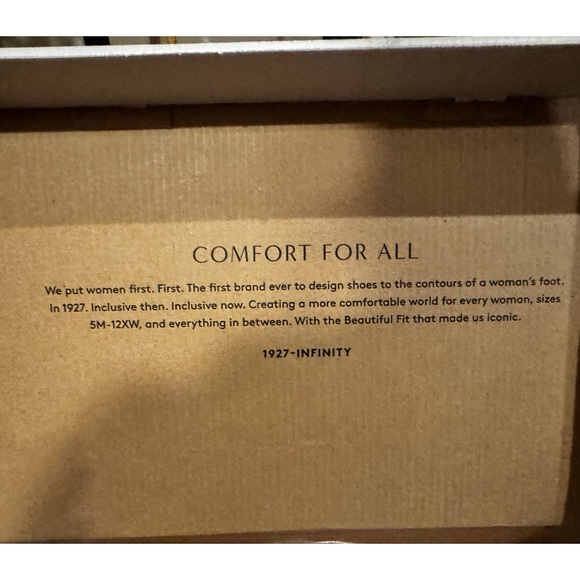 COMFORT FOR ALL
We put women first. First. The first brand ever to design shoes to the contours of a woman's foot.
In 1927. Inclusive then. Inclusive now. Creating a more comfortable world for every woman, sizes
5M-12XW, and everything in between. With the Beautiful Fit that made us iconic.
1927-INFINITY